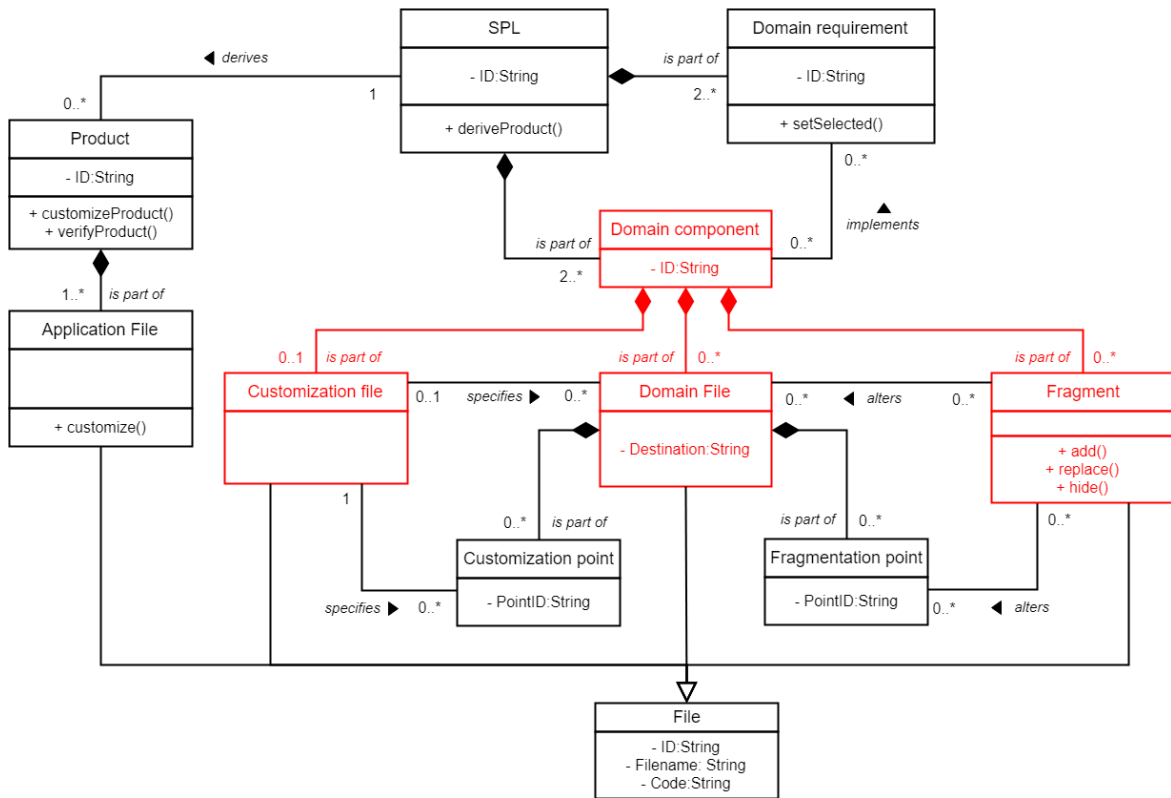 SPL
- ID:String
+ deriveProduct()
Domain requirement
- ID:String
+ setSelected()
derives
1
0..*
is part of
2..*
Product
- ID:String
+ customizeProduct()
+ verifyProduct()
0..*
implements
0..*
Domain component
- ID:String
is part of
2..*
1..*
is part of
Application File
+ customize()
0..1
is part of
is part of
0..*
is part of
0..*
Customization file
0..1
specifies
0..*
Domain File
- Destination:String
0..*
alters
0..*
Fragment
+ add()
+ replace()
+ hide()
1
0..*
is part of
is part of
0..*
0..*
Customization point
- PointID:String
Fragmentation point
- PointID:String
specifies
0..*
0..*
alters
File
- ID:String
- Filename: String
- Code:String